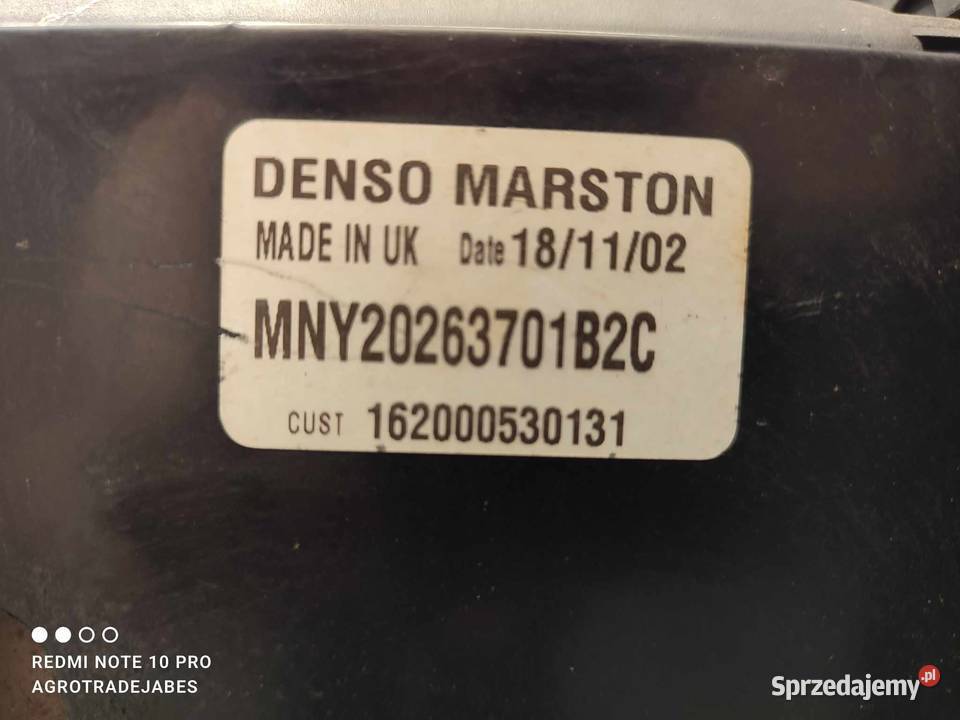 DENSO MARSTON
MADE IN UK Date 18/11/02
MNY20263701B2C
CUST 162000530131
REDMI NOTE 10 PRO
AGROTRADEJABES
Sprzedajemy.pl